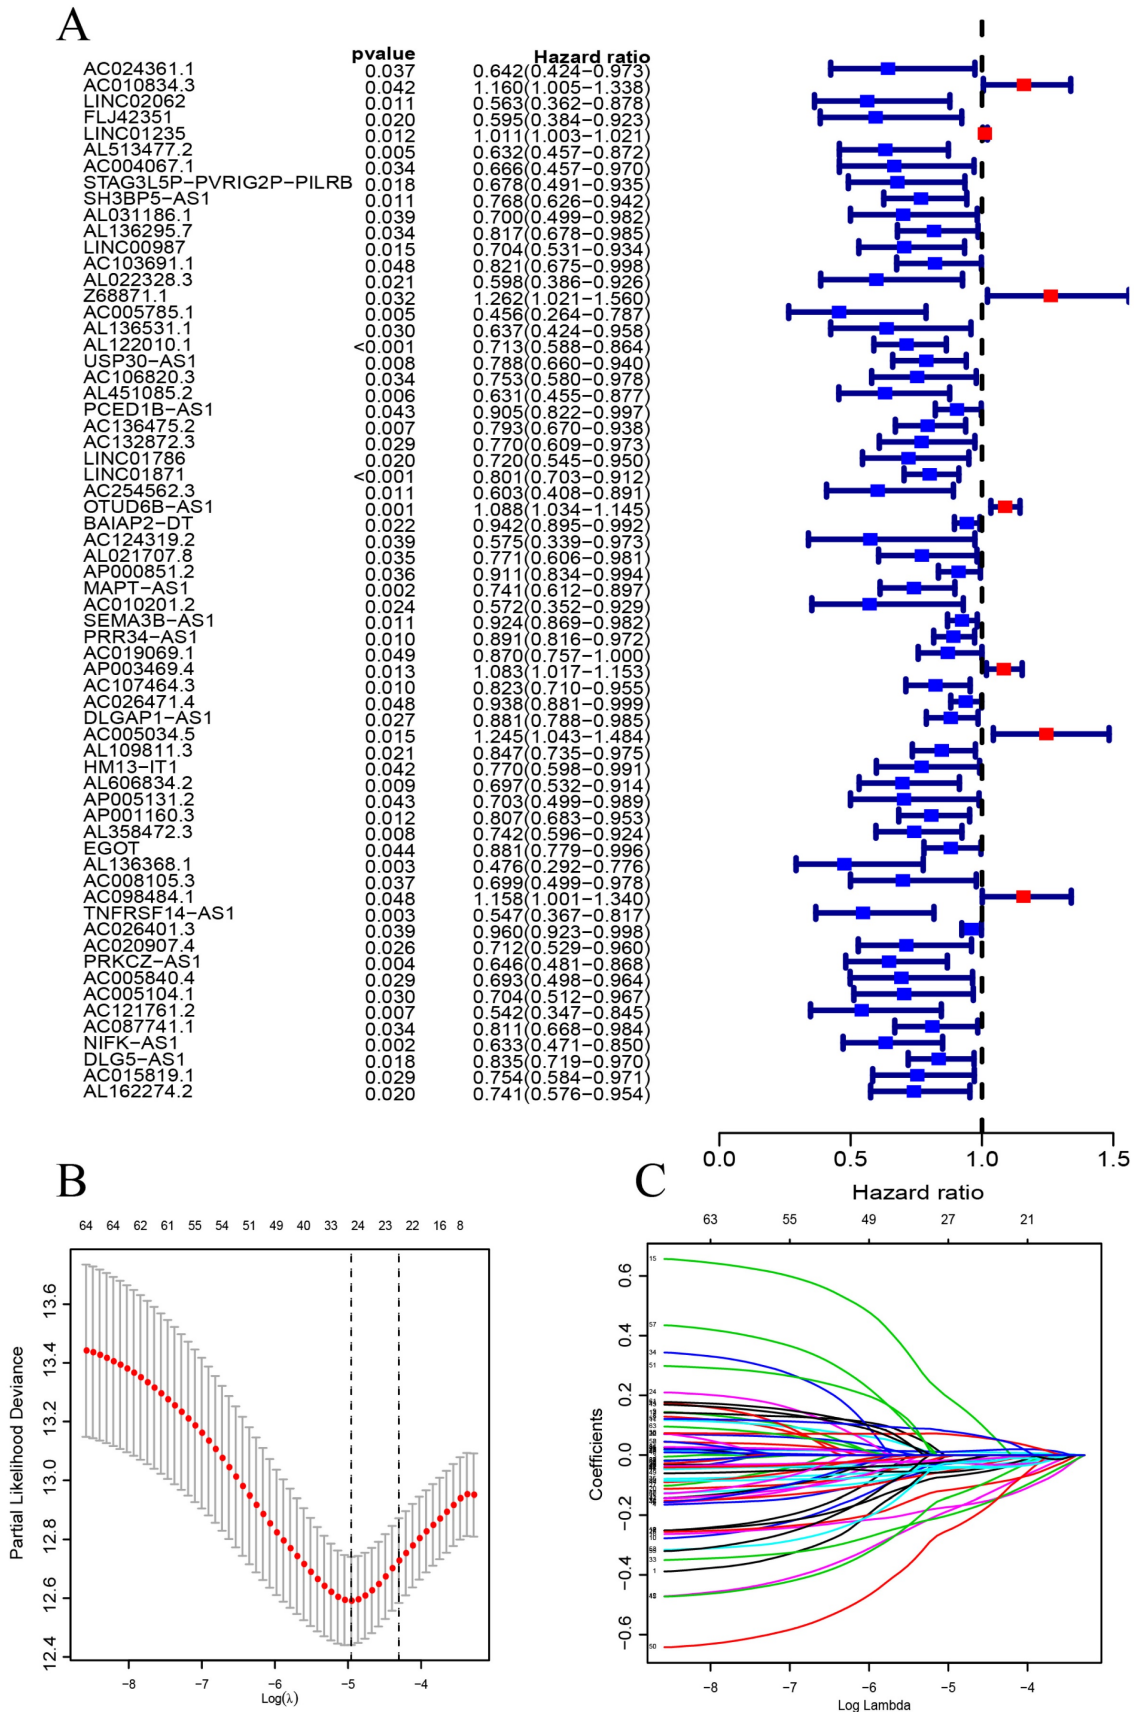 A
pvalue Hazard ratio
AC024361.1 0.037 0.642(0.424−0.973)
AC010834.3 0.042 1.160(1.005−1.338)
LINC02062 0.011 0.563(0.362−0.878)
FLJ42351 0.020 0.595(0.384−0.923)
LINC01235 0.012 1.011(1.003−1.021)
AL513477.2 0.005 0.632(0.457−0.872)
AC004067.1 0.034 0.666(0.457−0.970)
STAG3L5P−PVRIG2P−PILRB 0.018 0.678(0.491−0.935)
SH3BP5−AS1 0.011 0.768(0.626−0.942)
AL031186.1 0.039 0.700(0.499−0.982)
AL136295.7 0.034 0.817(0.678−0.985)
LINC00987 0.015 0.704(0.531−0.934)
AC103691.1 0.048 0.821(0.675−0.998)
AL022328.3 0.021 0.598(0.386−0.926)
Z68871.1 0.032 1.262(1.021−1.560)
AC005785.1 0.005 0.456(0.264−0.787)
AL136531.1 0.030 0.637(0.424−0.958)
AL122010.1 <0.001 0.713(0.588−0.864)
USP30−AS1 0.008 0.788(0.660−0.940)
AC106820.3 0.034 0.753(0.580−0.978)
AL451085.2 0.006 0.631(0.455−0.877)
PCED1B−AS1 0.043 0.905(0.822−0.997)
AC136475.2 0.007 0.793(0.670−0.938)
AC132872.3 0.029 0.770(0.609−0.973)
LINC01786 0.020 0.720(0.545−0.950)
LINC01871 <0.001 0.801(0.703−0.912)
AC254562.3 0.011 0.603(0.408−0.891)
OTUD6B−AS1 0.001 1.088(1.034−1.145)
BAIAP2−DT 0.022 0.942(0.895−0.992)
AC124319.2 0.039 0.575(0.339−0.973)
AL021707.8 0.035 0.771(0.606−0.981)
AP000851.2 0.036 0.911(0.834−0.994)
MAPT−AS1 0.002 0.741(0.612−0.897)
AC010201.2 0.024 0.572(0.352−0.929)
SEMA3B−AS1 0.011 0.924(0.869−0.982)
PRR34−AS1 0.010 0.891(0.816−0.972)
AC019069.1 0.049 0.870(0.757−1.000)
AP003469.4 0.013 1.083(1.017−1.153)
AC107464.3 0.010 0.823(0.710−0.955)
AC026471.4 0.048 0.938(0.881−0.999)
DLGAP1−AS1 0.027 0.881(0.788−0.985)
AC005034.5 0.015 1.245(1.043−1.484)
AL109811.3 0.021 0.847(0.735−0.975)
HM13−IT1 0.042 0.770(0.598−0.991)
AL606834.2 0.009 0.697(0.532−0.914)
AP005131.2 0.043 0.703(0.499−0.989)
AP001160.3 0.012 0.807(0.683−0.953)
AL358472.3 0.008 0.742(0.596−0.924)
EGOT 0.044 0.881(0.779−0.996)
AL136368.1 0.003 0.476(0.292−0.776)
AC008105.3 0.037 0.699(0.499−0.978)
AC098484.1 0.048 1.158(1.001−1.340)
TNFRSF14−AS1 0.003 0.547(0.367−0.817)
AC026401.3 0.039 0.960(0.923−0.998)
AC020907.4 0.026 0.712(0.529−0.960)
PRKCZ−AS1 0.004 0.646(0.481−0.868)
AC005840.4 0.029 0.693(0.498−0.964)
AC005104.1 0.030 0.704(0.512−0.967)
AC121761.2 0.007 0.542(0.347−0.845)
AC087741.1 0.034 0.811(0.668−0.984)
NIFK−AS1 0.002 0.633(0.471−0.850)
DLG5−AS1 0.018 0.835(0.719−0.970)
AC015819.1 0.029 0.754(0.584−0.971)
AL162274.2 0.020 0.741(0.576−0.954)
0.0 0.5 1.0 1.5
Hazard ratio
B
64 64 62 61 55 54 51 49 40 33 24 23 22 16 8
13.6
13.4
13.2
13.0
12.8
12.6
12.4
Partial Likelihood Deviance
−8 −7 −6 −5 −4
Log(λ)
C
63 55 49 27 21
0.6
0.4
0.2
0.0
−0.2
−0.4
−0.6
Coefficients
15
57
34
51
24
10
33
1
50
−8 −7 −6 −5 −4
Log Lambda